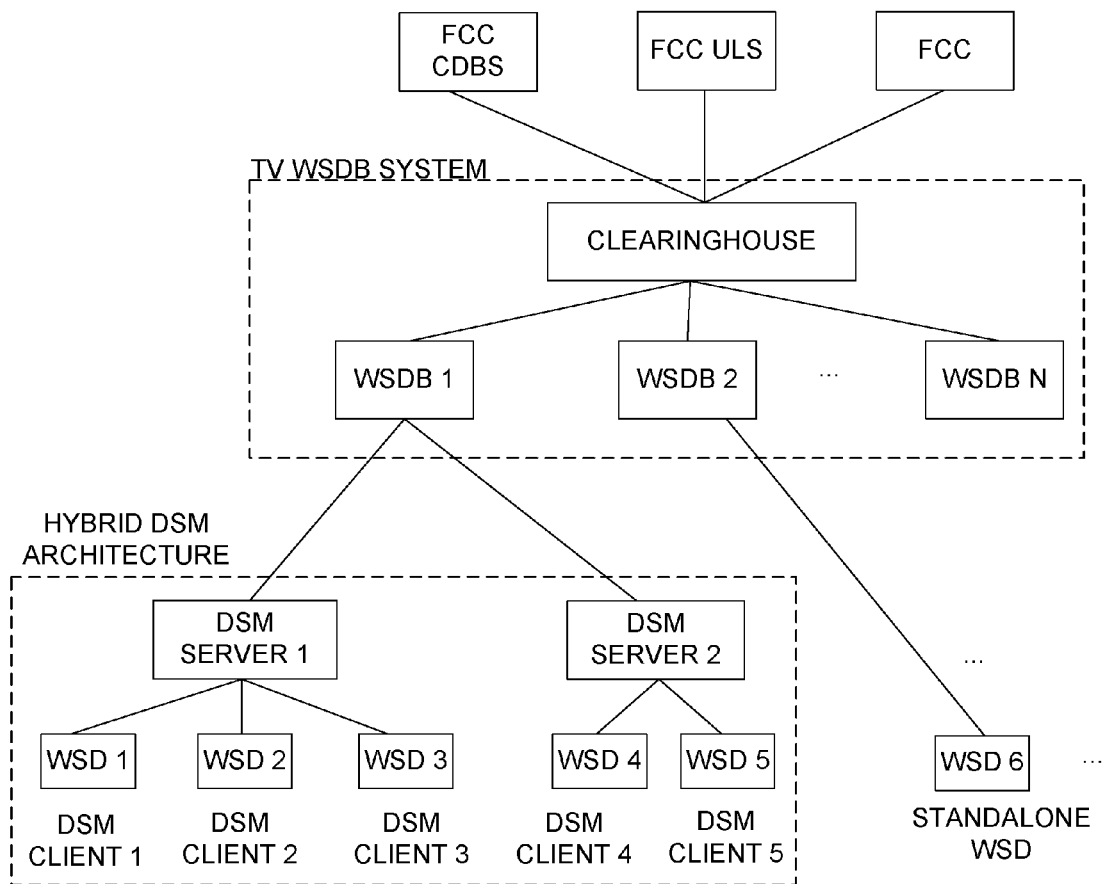 FCC
CDBS
FCC ULS
FCC
TV WSDB SYSTEM
CLEARINGHOUSE
WSDB 1
WSDB 2
...
WSDB N
HYBRID DSM
ARCHITECTURE
DSM
SERVER 1
DSM
SERVER 2
...
WSD 1
WSD 2
WSD 3
WSD 4
WSD 5
WSD 6
...
DSM
CLIENT 1
DSM
CLIENT 2
DSM
CLIENT 3
DSM
CLIENT 4
DSM
CLIENT 5
STANDALONE
WSD